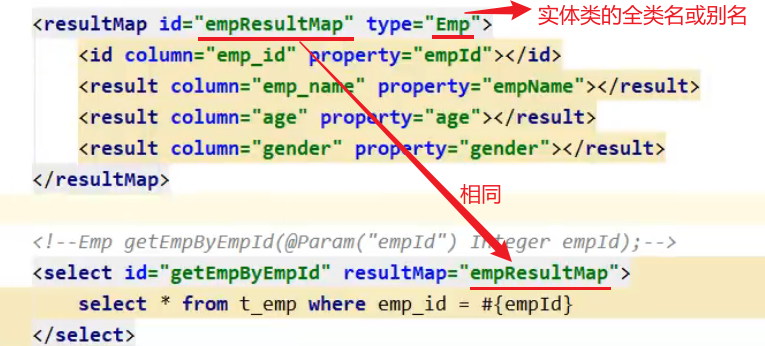 <resultMap id="empResultMap" type="Emp"> 实体类的全类名或别名
<id column="emp_id" property="empId"></id>
<result column="emp_name" property="empName"></result>
<result column="age" property="age"></result>
<result column="gender" property="gender"></result>
</resultMap>
相同
<!--Emp getEmpByEmpId(@Param("empId") Integer empId);-->
<select id="getEmpByEmpId" resultMap="empResultMap">
select * from t_emp where emp_id = #{empId}
</select>